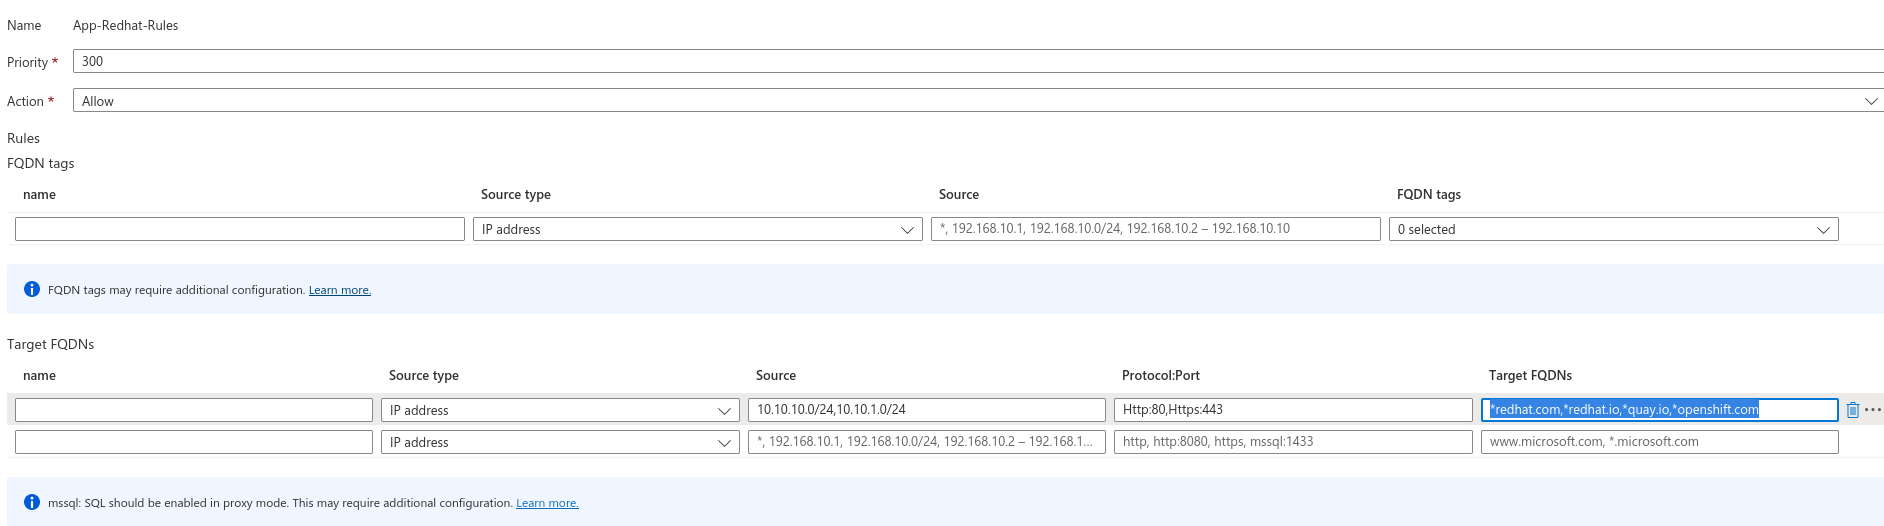 Name App-Redhat-Rules
Priority * 300
Action * Allow
Rules
FQDN tags
name Source type Source FQDN tags
IP address *, 192.168.10.1, 192.168.10.0/24, 192.168.10.2 – 192.168.10.10 0 selected
FQDN tags may require additional configuration. Learn more.
Target FQDNs
name Source type Source Protocol:Port Target FQDNs
IP address 10.10.10.0/24,10.10.1.0/24 Http:80,Https:443 *redhat.com,*redhat.io,*quay.io,*openshift.com
IP address *, 192.168.10.1, 192.168.10.0/24, 192.168.10.2 – 192.168.1... http, http:8080, https, mssql:1433 www.microsoft.com, *.microsoft.com
mssql: SQL should be enabled in proxy mode. This may require additional configuration. Learn more.